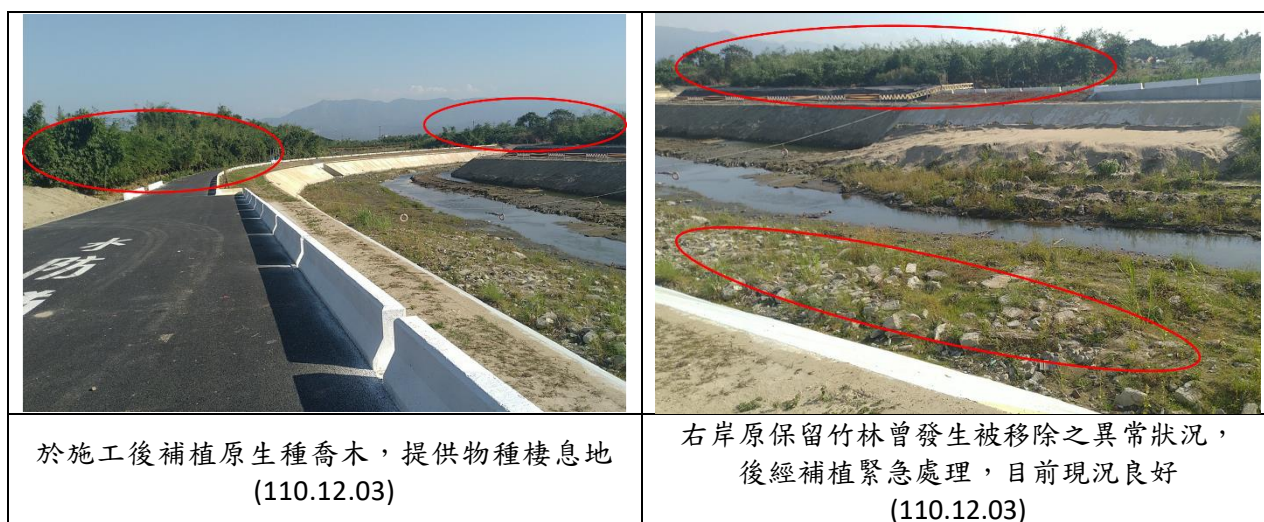 水
防
於施工後補植原生種喬木，提供物種棲息地
(110.12.03)
右岸原保留竹林曾發生被移除之異常狀況，
後經補植緊急處理，目前現況良好
(110.12.03)